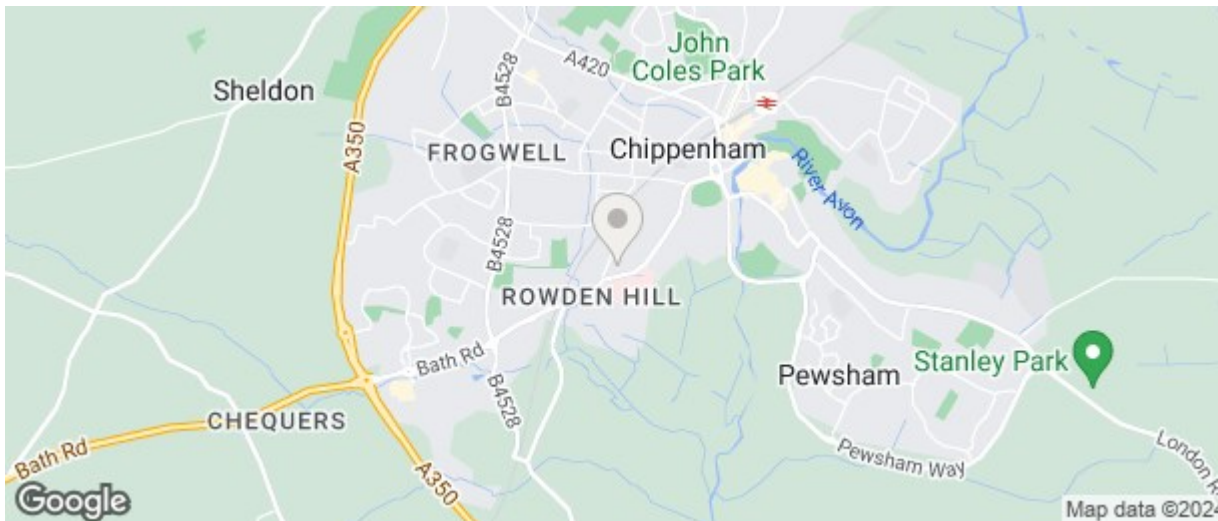 John
Coles Park
A420
B4528
Sheldon
A350
FROGWELL
Chippenham
River Avon
B4528
ROWDEN HILL
Bath Rd
B4528
Pewsham
Stanley Park
CHEQUERS
Bath Rd
A350
Pewsham Way
London R
Google
Map data ©2024